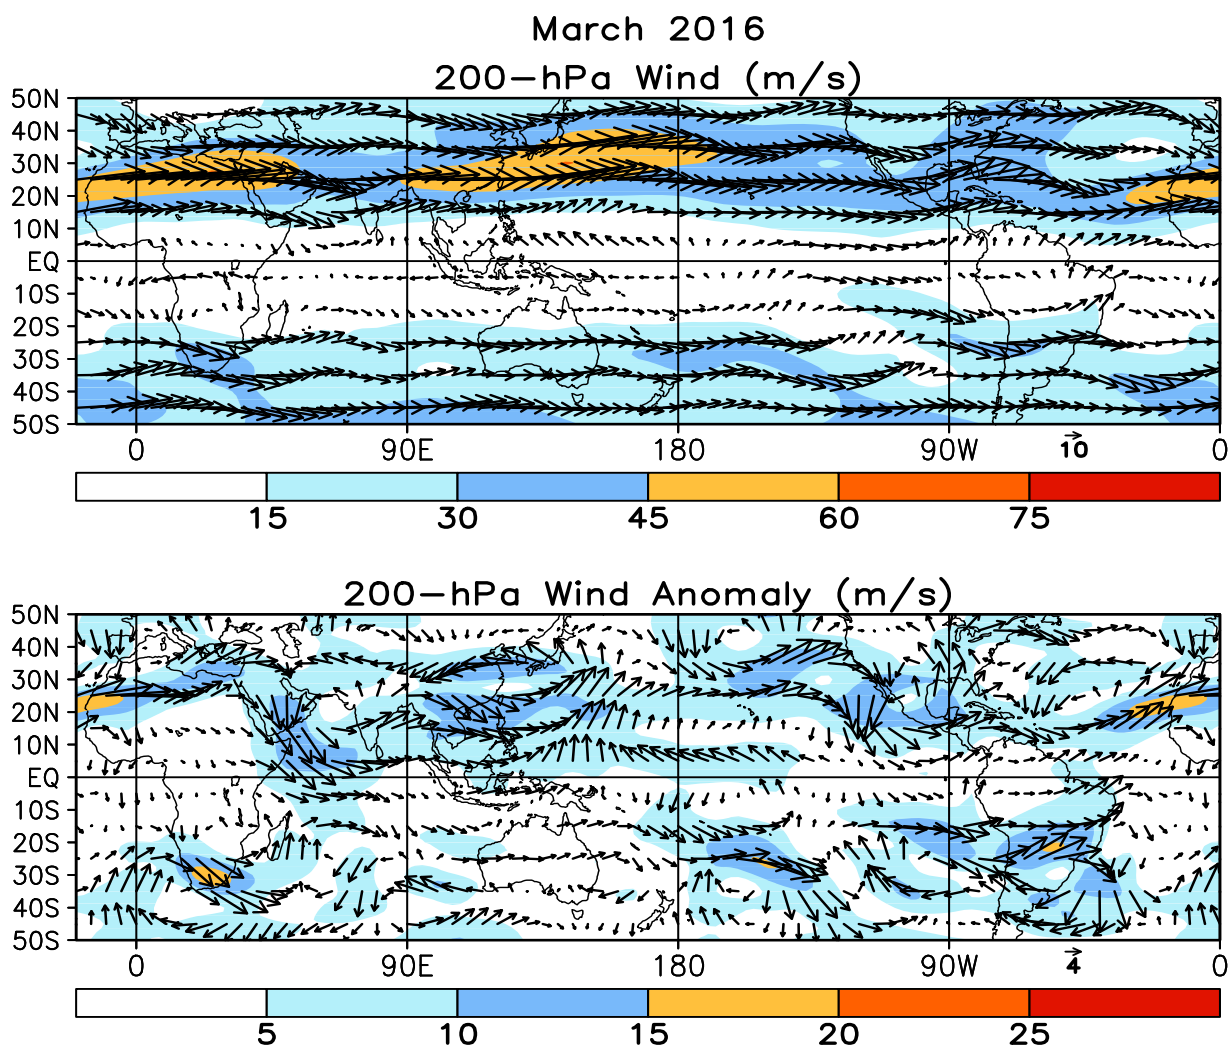 March 2016
200-hPa Wind (m/s)
50N
40N
30N
20N
10N
EQ
10S
20S
30S
40S
50S
0 90E 180 90W 10 0
15 30 45 60 75
200-hPa Wind Anomaly (m/s)
50N
40N
30N
20N
10N
EQ
10S
20S
30S
40S
50S
0 90E 180 90W 4 0
5 10 15 20 25